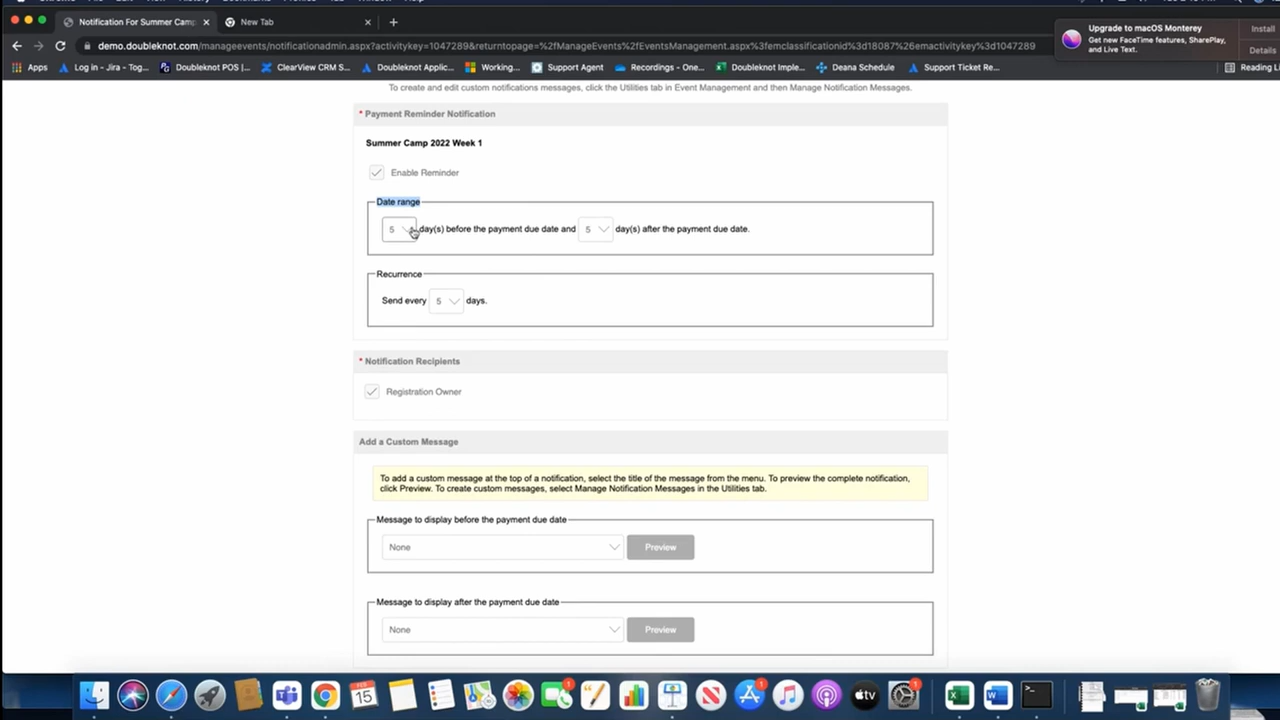 Notification For Summer Cam
New Tab
demo.doubleknot.com/manageevents/notificationadmin.aspx?activitykey=1047289&returntopage=%2fManageEvents%2fEventsManagement.aspx%3femclassificationid%3d18087%26emactivitykey%3d1047289
Upgrade to macOS Monterey
Get new FaceTime features, SharePlay,
and Live Text.
Install
Details
Apps
Log in - Jira - Tog...
Doubleknot POS |...
ClearView CRM S...
Doubleknot Applic...
Working...
Support Agent
Recordings - One...
Doubleknot Imple...
Deana Schedule
Support Ticket Re...
Reading Li
To create and edit custom notifications messages, click the Utilities tab in Event Management and then Manage Notification Messages.
* Payment Reminder Notification
Summer Camp 2022 Week 1
Enable Reminder
Date range
5 day(s) before the payment due date and 5 day(s) after the payment due date.
Recurrence
Send every 5 days.
* Notification Recipients
Registration Owner
Add a Custom Message
To add a custom message at the top of a notification, select the title of the message from the menu. To preview the complete notification,
click Preview. To create custom messages, select Manage Notification Messages in the Utilities tab.
Message to display before the payment due date
None Preview
Message to display after the payment due date
None Preview
FEB
15
1
1
tv
1